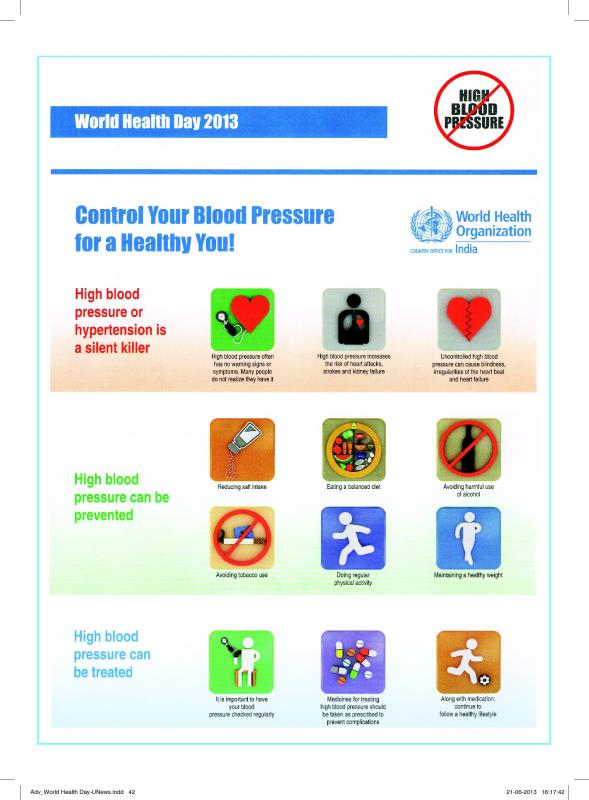 HIGH
BLOOD
PRESSURE
World Health Day 2013
Control Your Blood Pressure
for a Healthy You!
World Health
Organization
COUNTRY OFFICE FOR India
High blood
pressure or
hypertension is
a silent killer
High blood pressure often
has no warning signs or
symptoms. Many people
do not realize they have it
High blood pressure increases
the risk of heart attacks,
strokes and kidney failure
Uncontrolled high blood
pressure can cause blindness,
irregularities of the heart beat
and heart failure
High blood
pressure can be
prevented
Reducing salt intake
Eating a balanced diet
Avoiding harmful use
of alcohol
Avoiding tobacco use
Doing regular
physical activity
Maintaining a healthy weight
High blood
pressure can
be treated
It is important to have
your blood
pressure checked regularly
Medicines for treating
high blood pressure should
be taken as prescribed to
prevent complications
Along with medication,
continue to
follow a healthy lifestyle
Adv_World Health Day-UNews.indd 42
21-06-2013 16:17:42